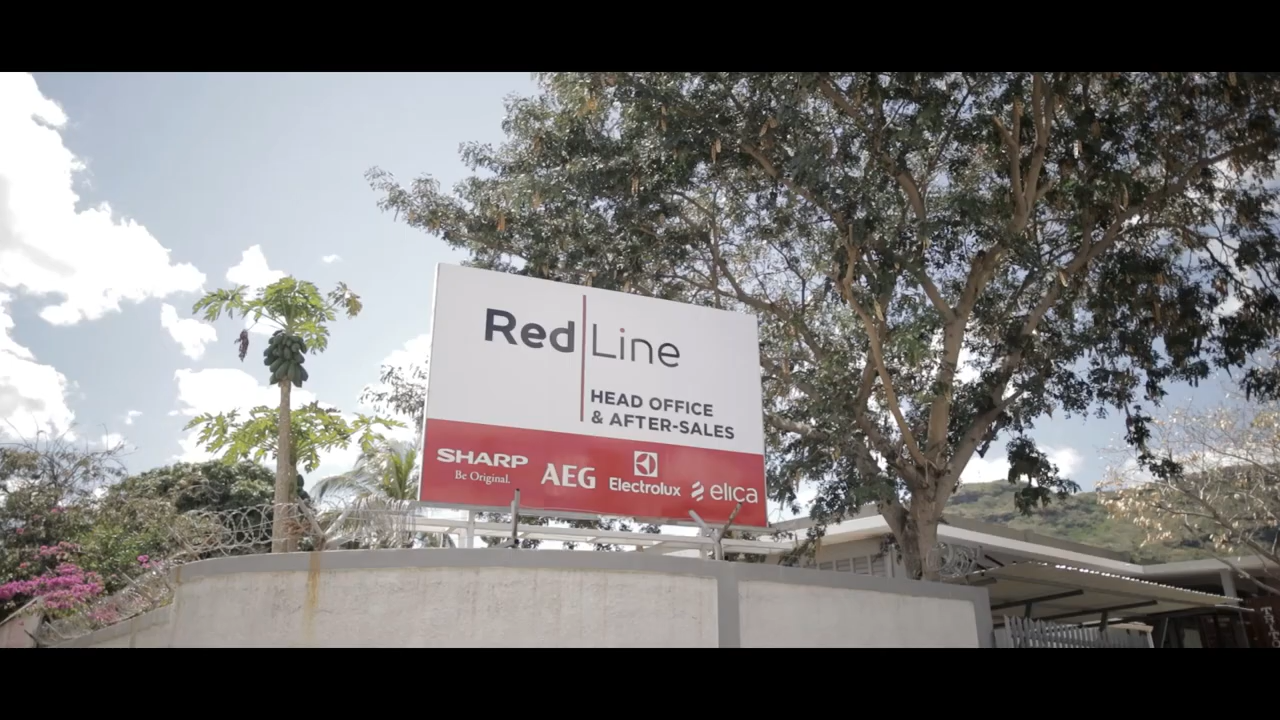 Red Line
HEAD OFFICE
& AFTER-SALES
SHARP
Be Original.
AEG
Electrolux
elica